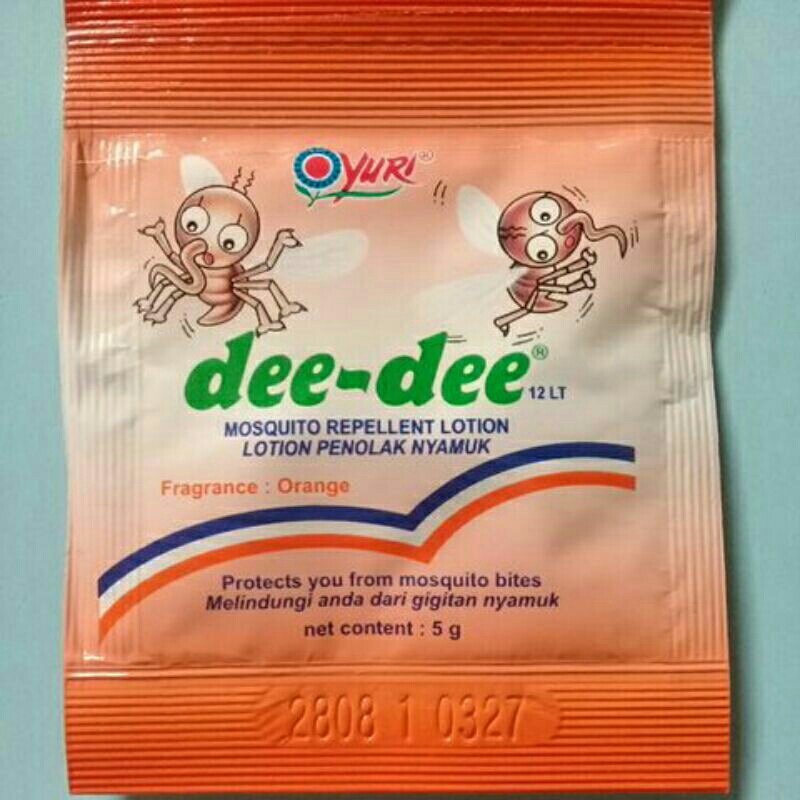 YURI®
dee-dee® 12 LT
MOSQUITO REPELLENT LOTION
LOTION PENOLAK NYAMUK
Fragrance : Orange
Protects you from mosquito bites
Melindungi anda dari gigitan nyamuk
net content : 5 g
2808 1 0327